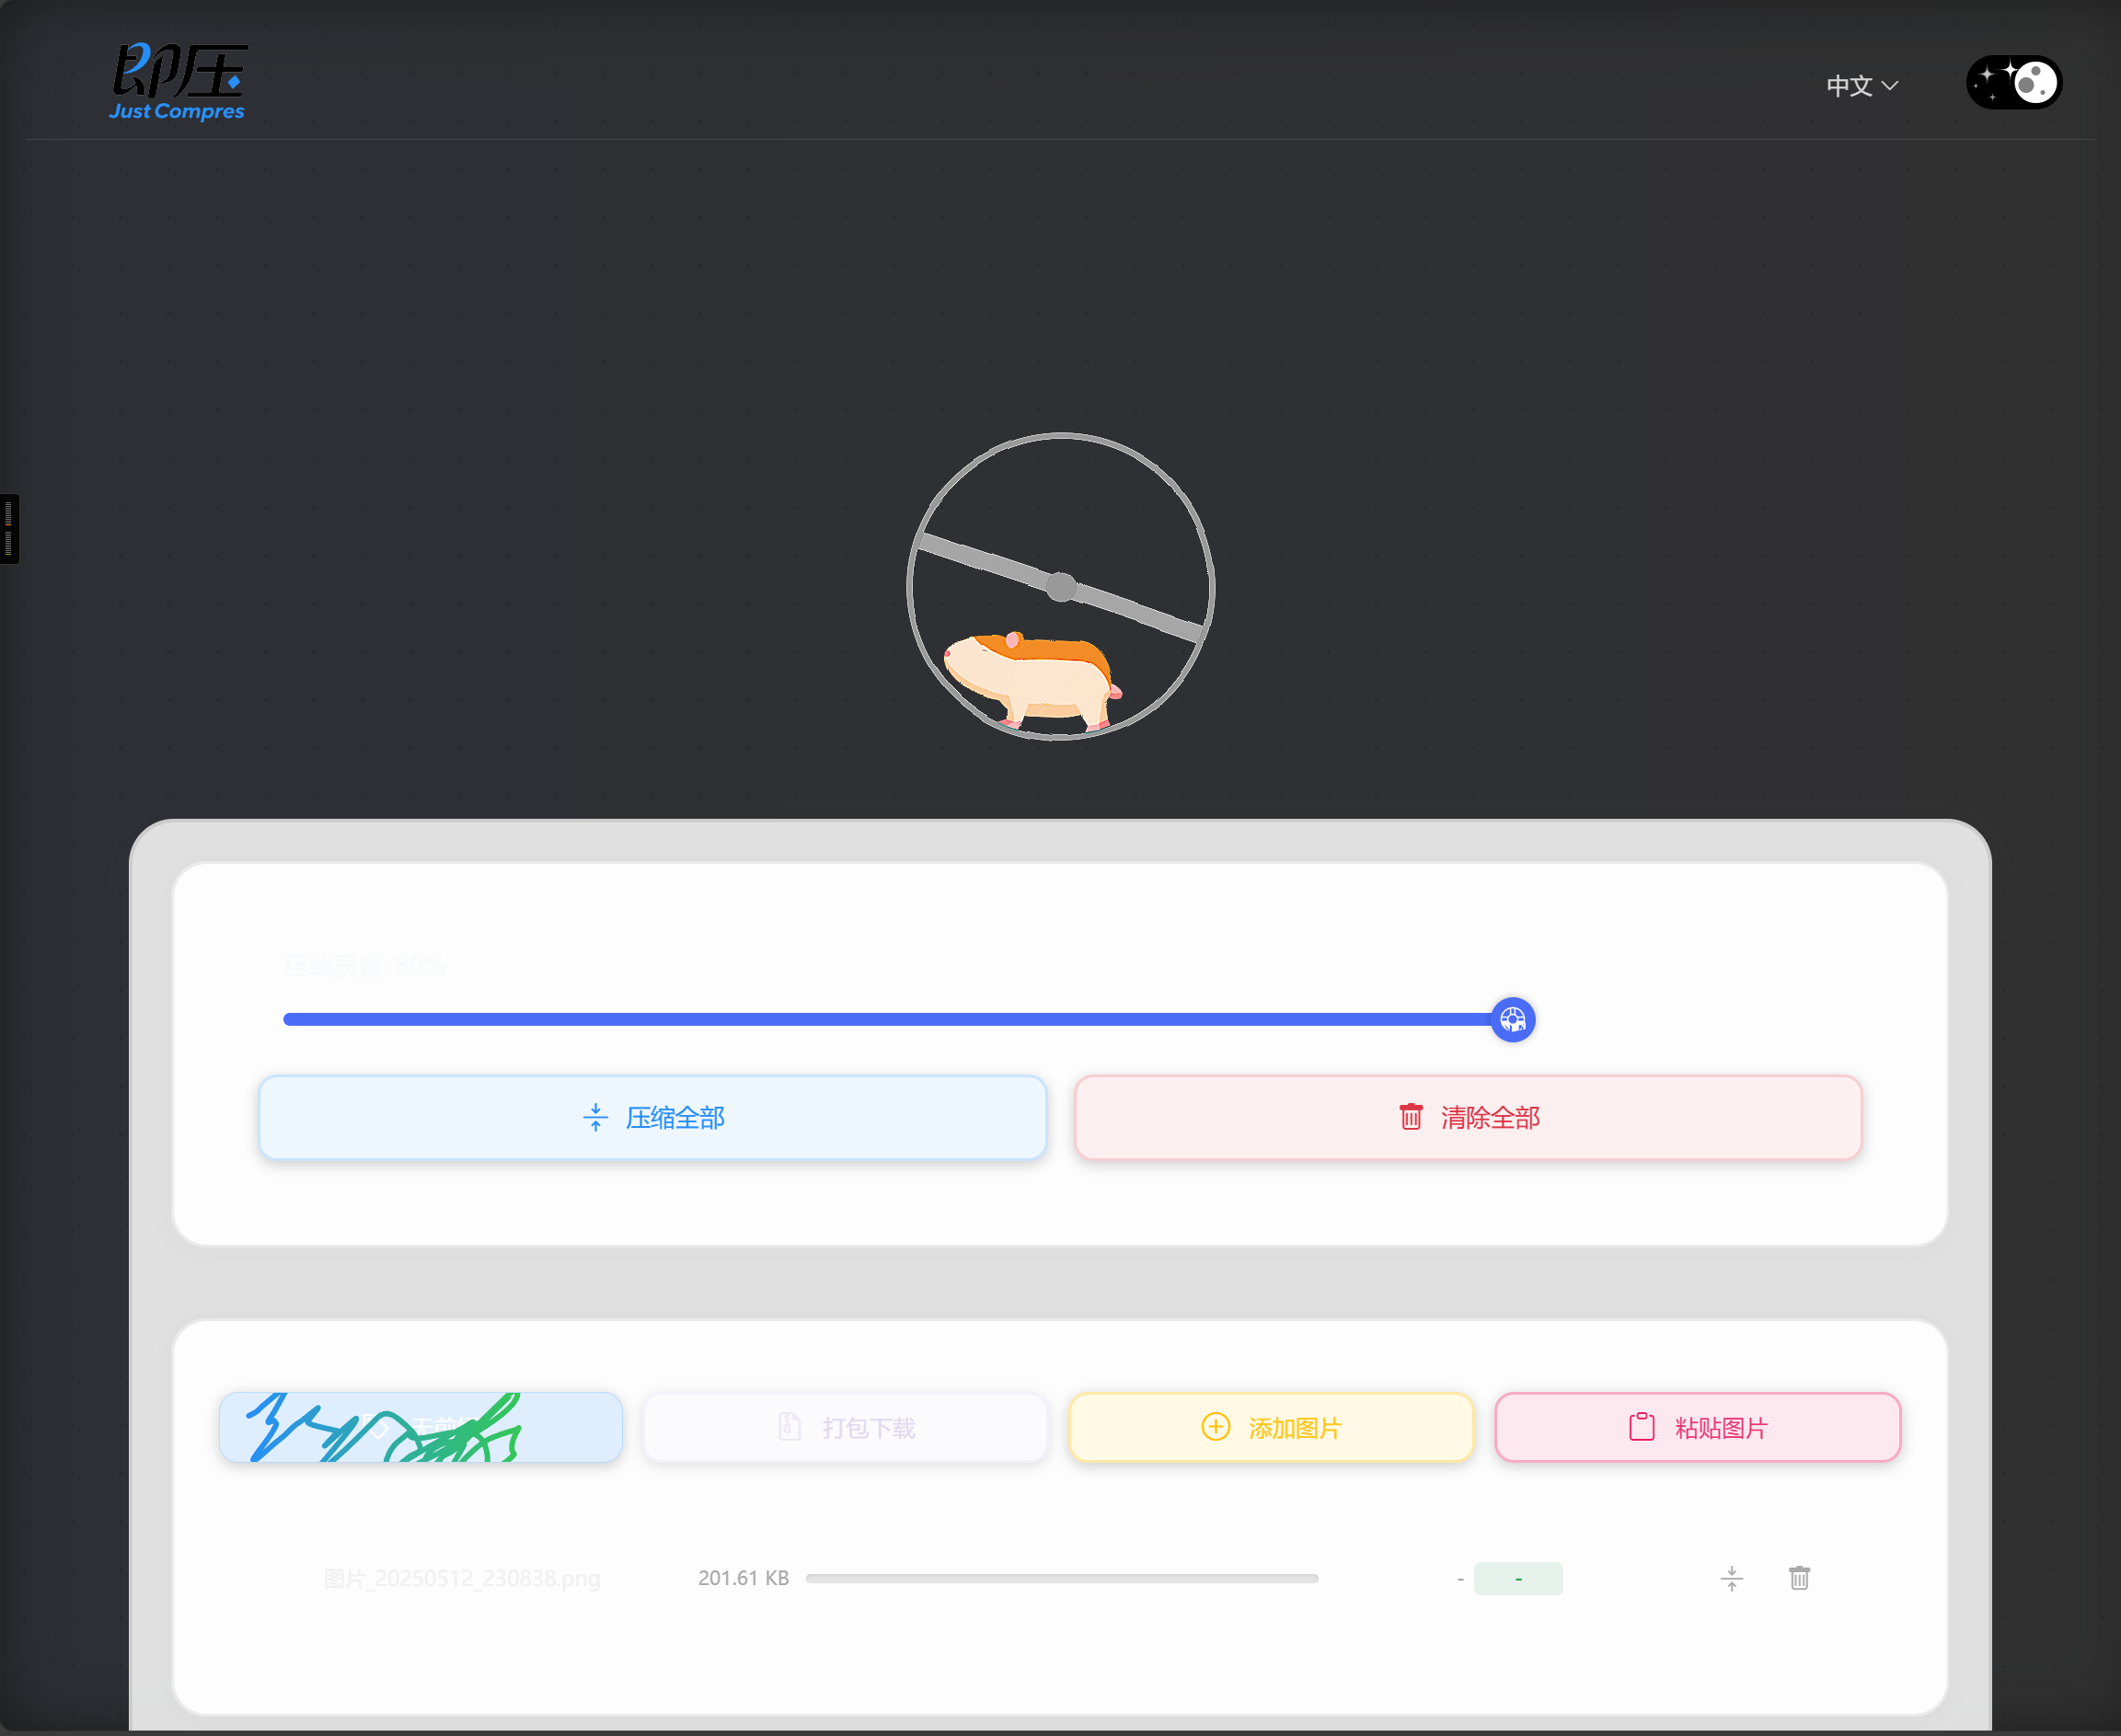 即压
Just Compres
中文
压缩质量: 80%
压缩全部
清除全部
打包下载
添加图片
粘贴图片
图片_20250512_230838.png
201.61 KB
-
-